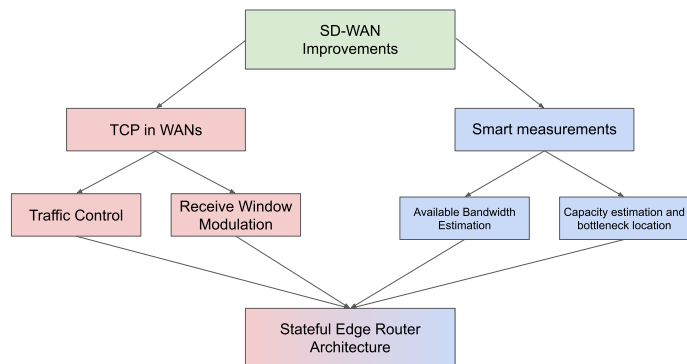 SD-WAN
Improvements
TCP in WANs
Smart measurements
Traffic Control
Receive Window
Modulation
Available Bandwidth
Estimation
Capacity estimation and
bottleneck location
Stateful Edge Router
Architecture